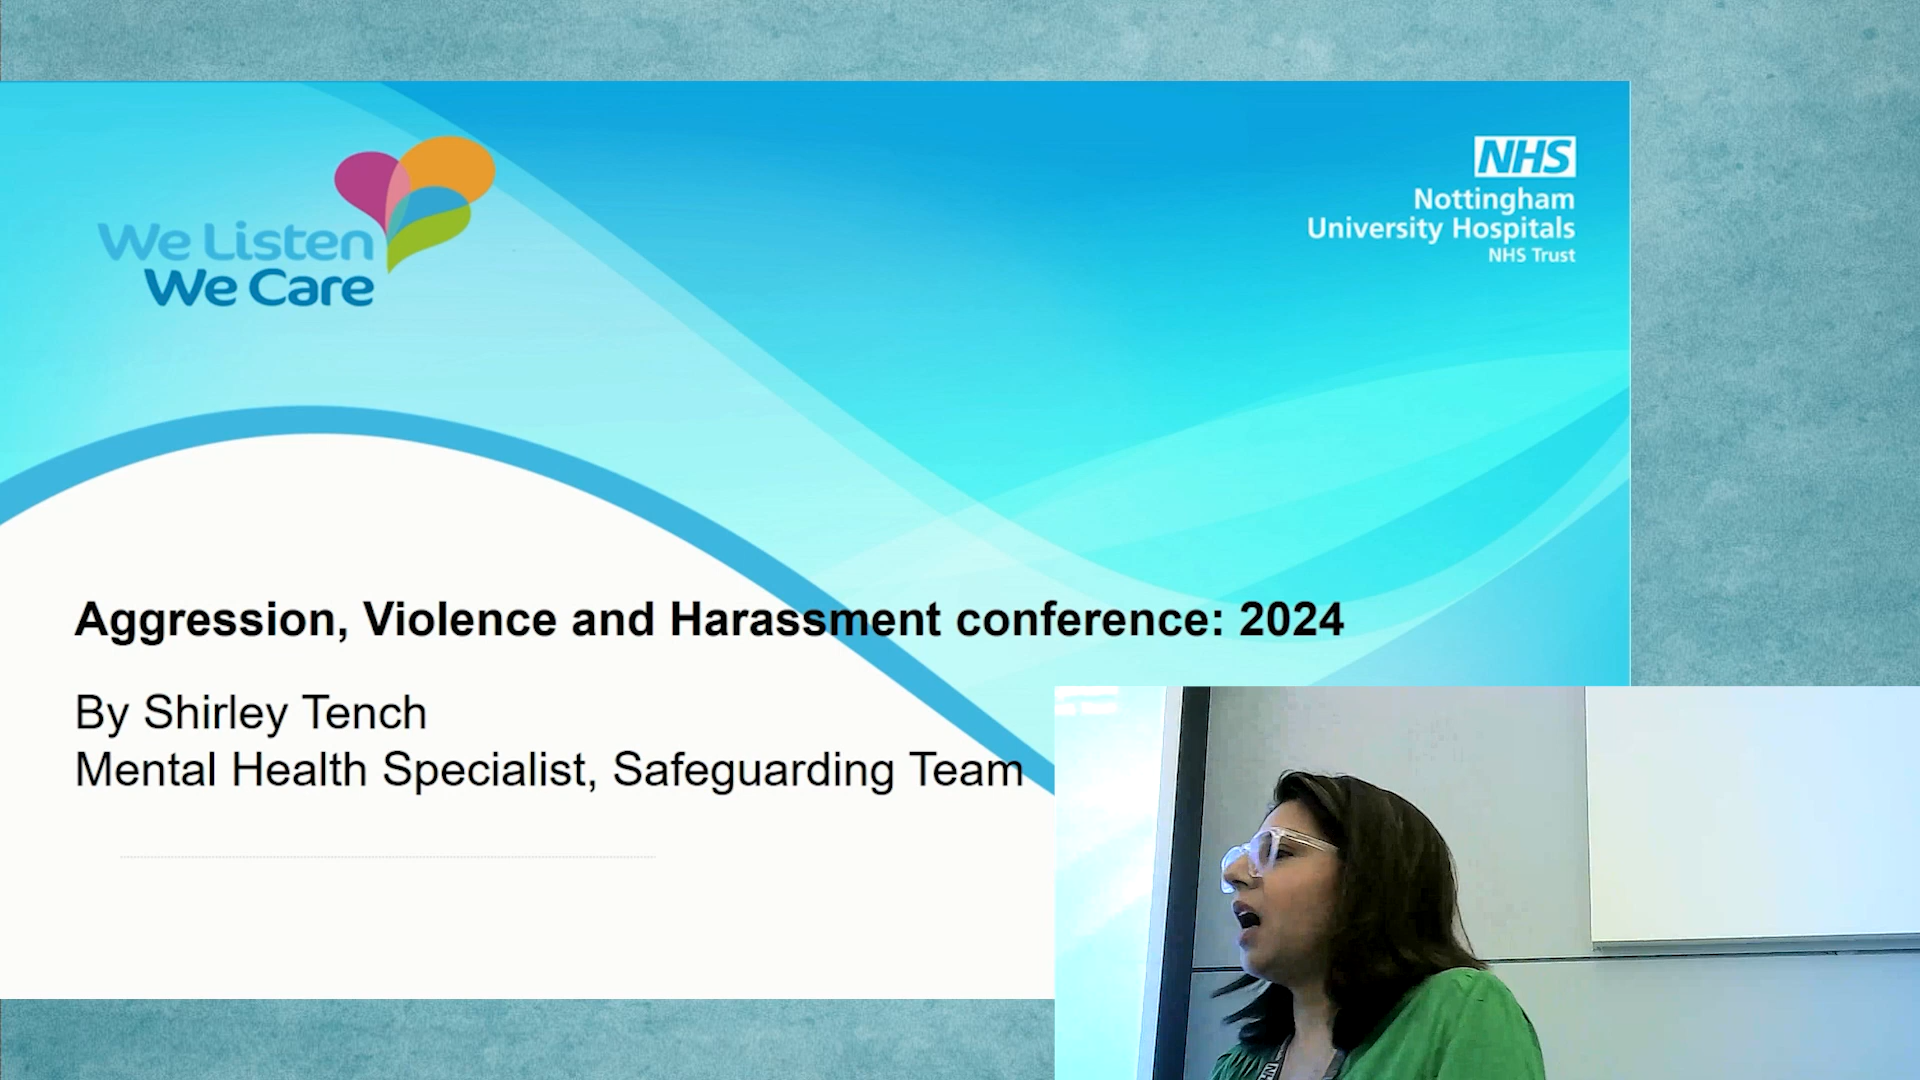 We Listen
We Care
NHS
Nottingham
University Hospitals
NHS Trust
Aggression, Violence and Harassment conference: 2024
By Shirley Tench
Mental Health Specialist, Safeguarding Team
NHS